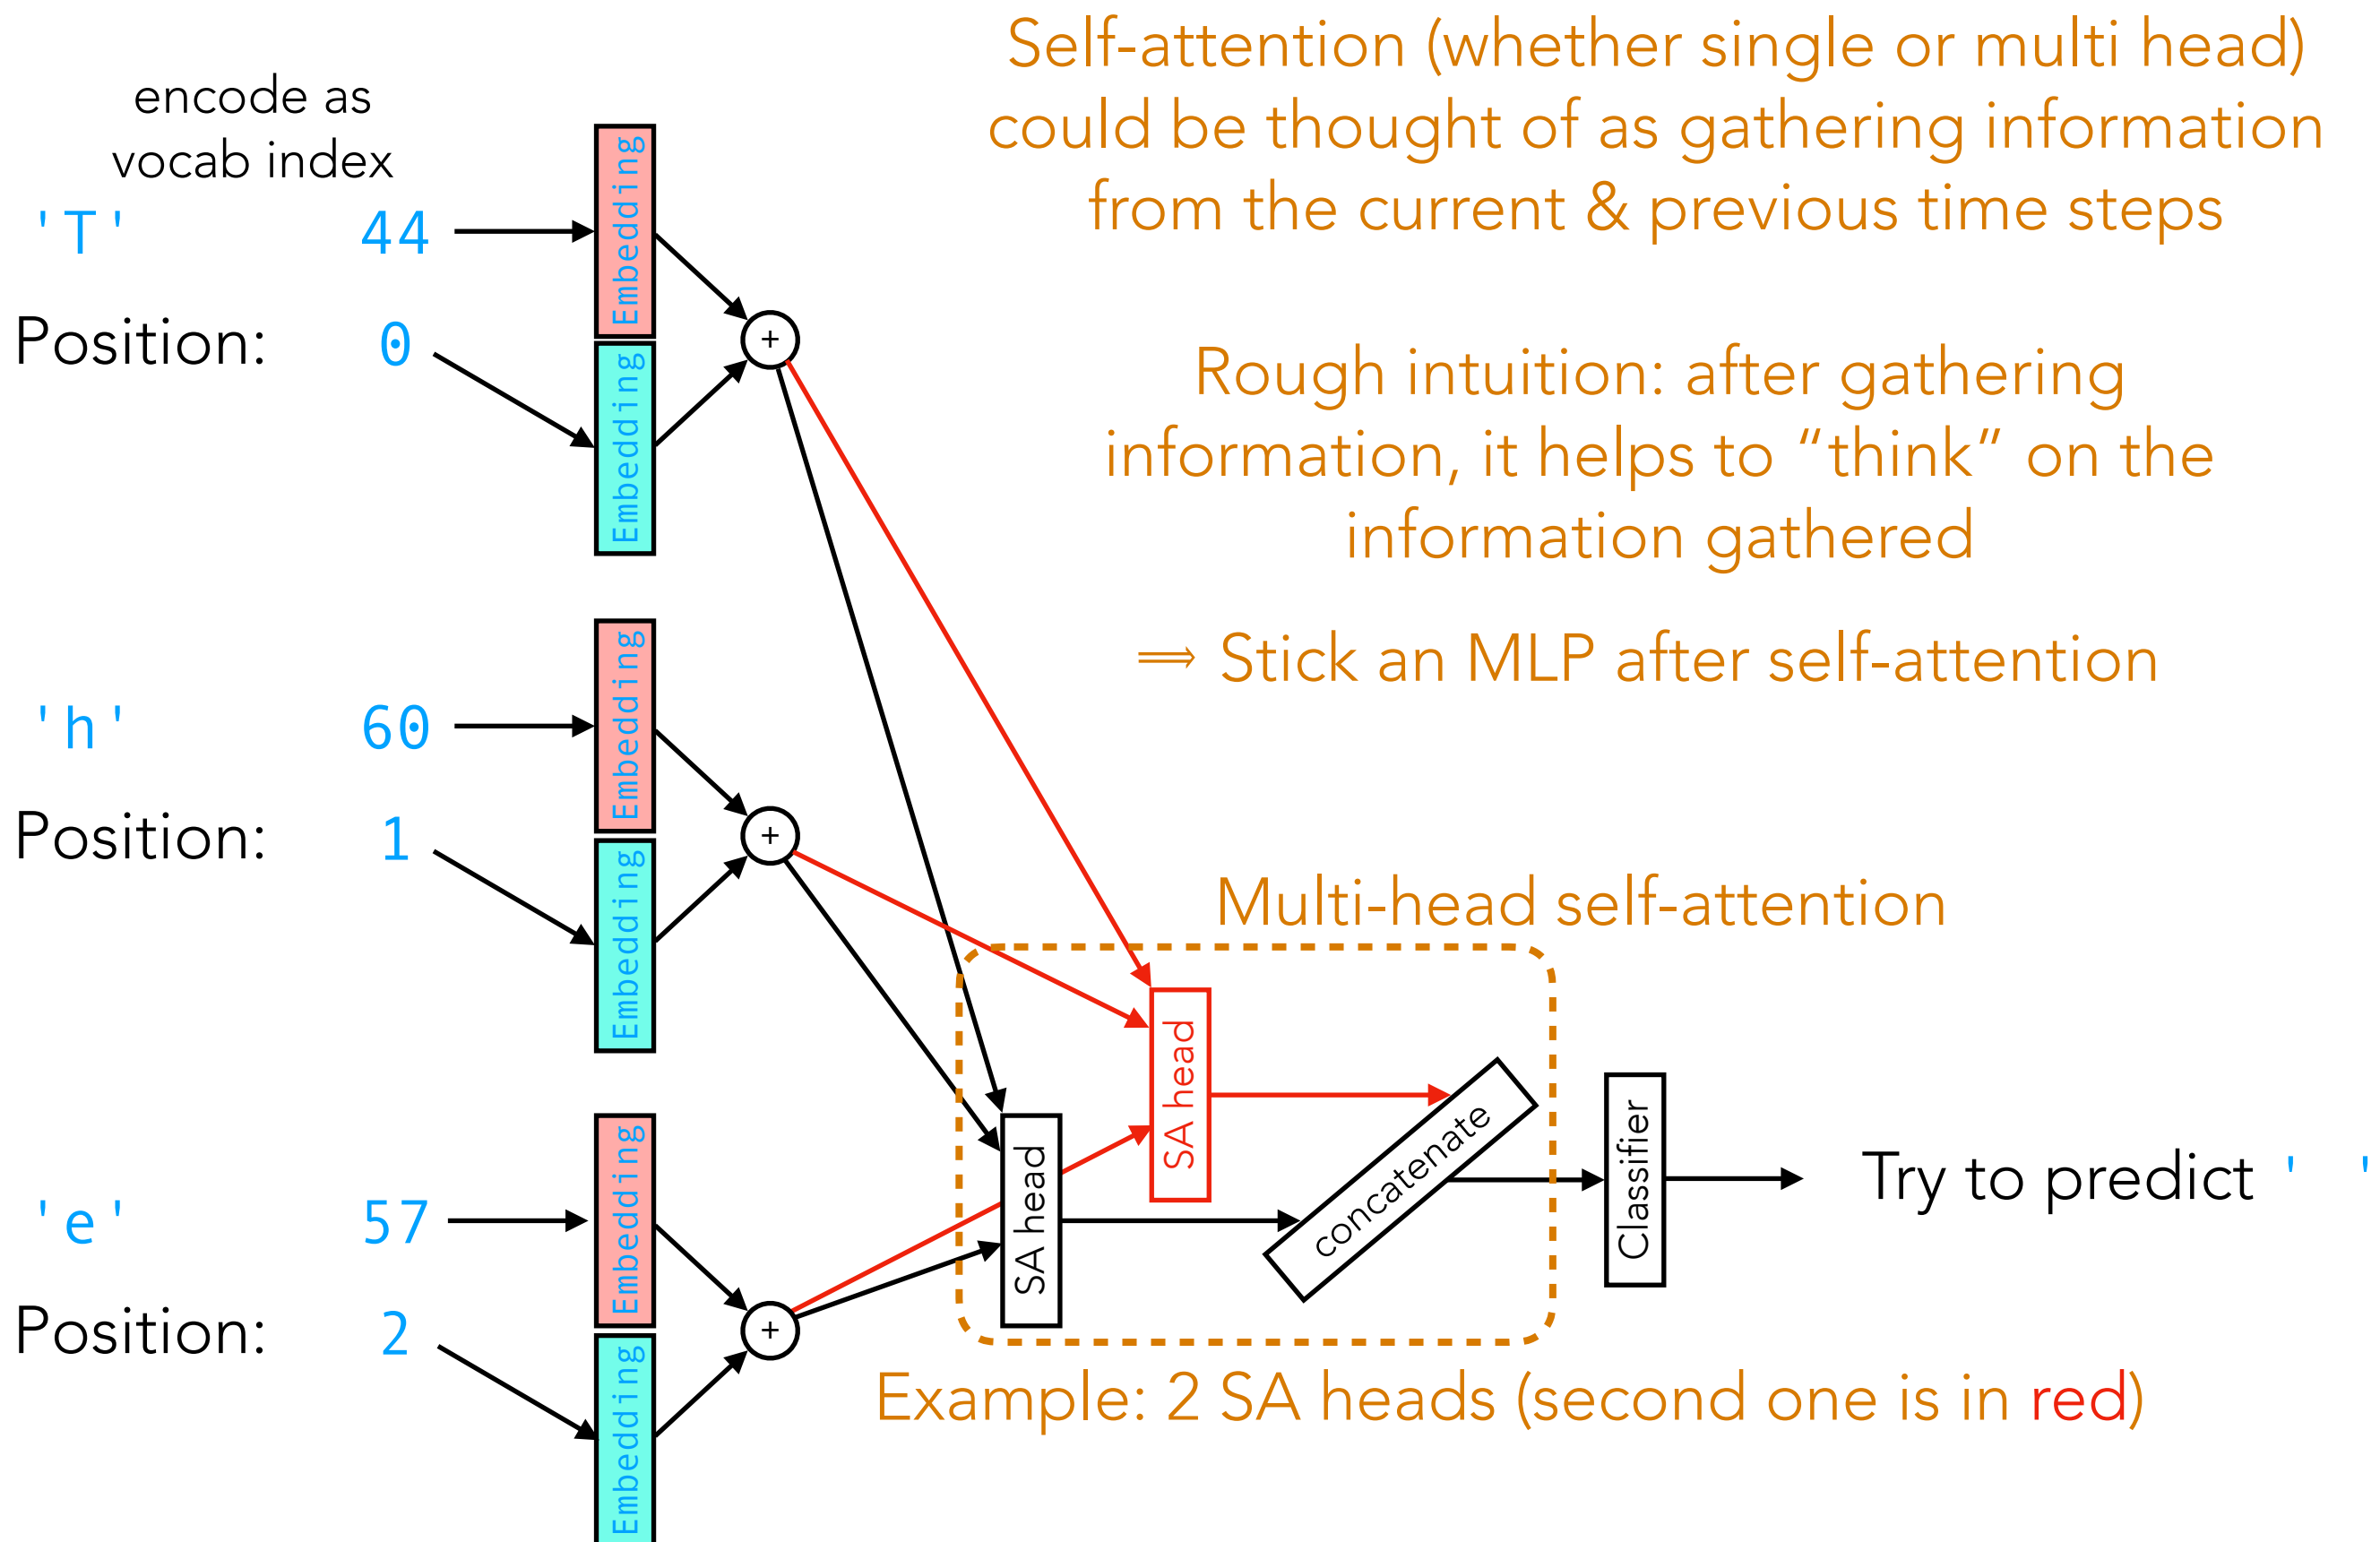 Self-attention (whether single or multi head)
could be thought of as gathering information
from the current & previous time steps
encode as
vocab index
'T' 44
Position: 0
Embedding
Embedding
+
Rough intuition: after gathering
information, it helps to “think” on the
information gathered
⟹ Stick an MLP after self-attention
'h' 60
Position: 1
Embedding
Embedding
+
Multi-head self-attention
'e' 57
Position: 2
Embedding
Embedding
+
SA head
SA head
concatenate
Classifier
Try to predict ' '
Example: 2 SA heads (second one is in red)